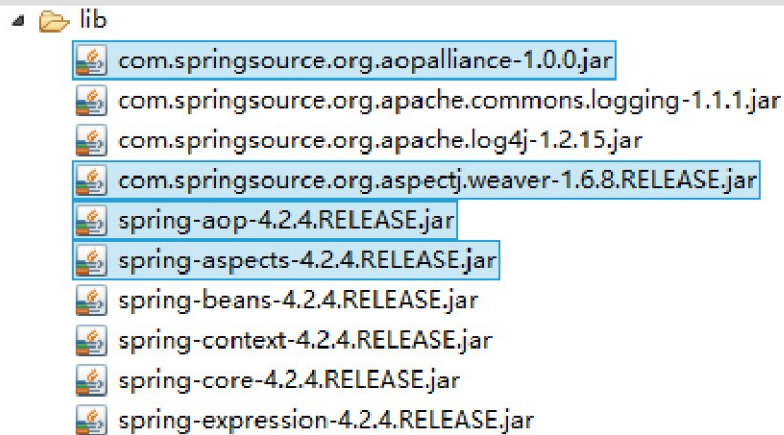 lib
com.springsource.org.aopalliance-1.0.0.jar
com.springsource.org.apache.commons.logging-1.1.1.jar
com.springsource.org.apache.log4j-1.2.15.jar
com.springsource.org.aspectj.weaver-1.6.8.RELEASE.jar
spring-aop-4.2.4.RELEASE.jar
spring-aspects-4.2.4.RELEASE.jar
spring-beans-4.2.4.RELEASE.jar
spring-context-4.2.4.RELEASE.jar
spring-core-4.2.4.RELEASE.jar
spring-expression-4.2.4.RELEASE.jar